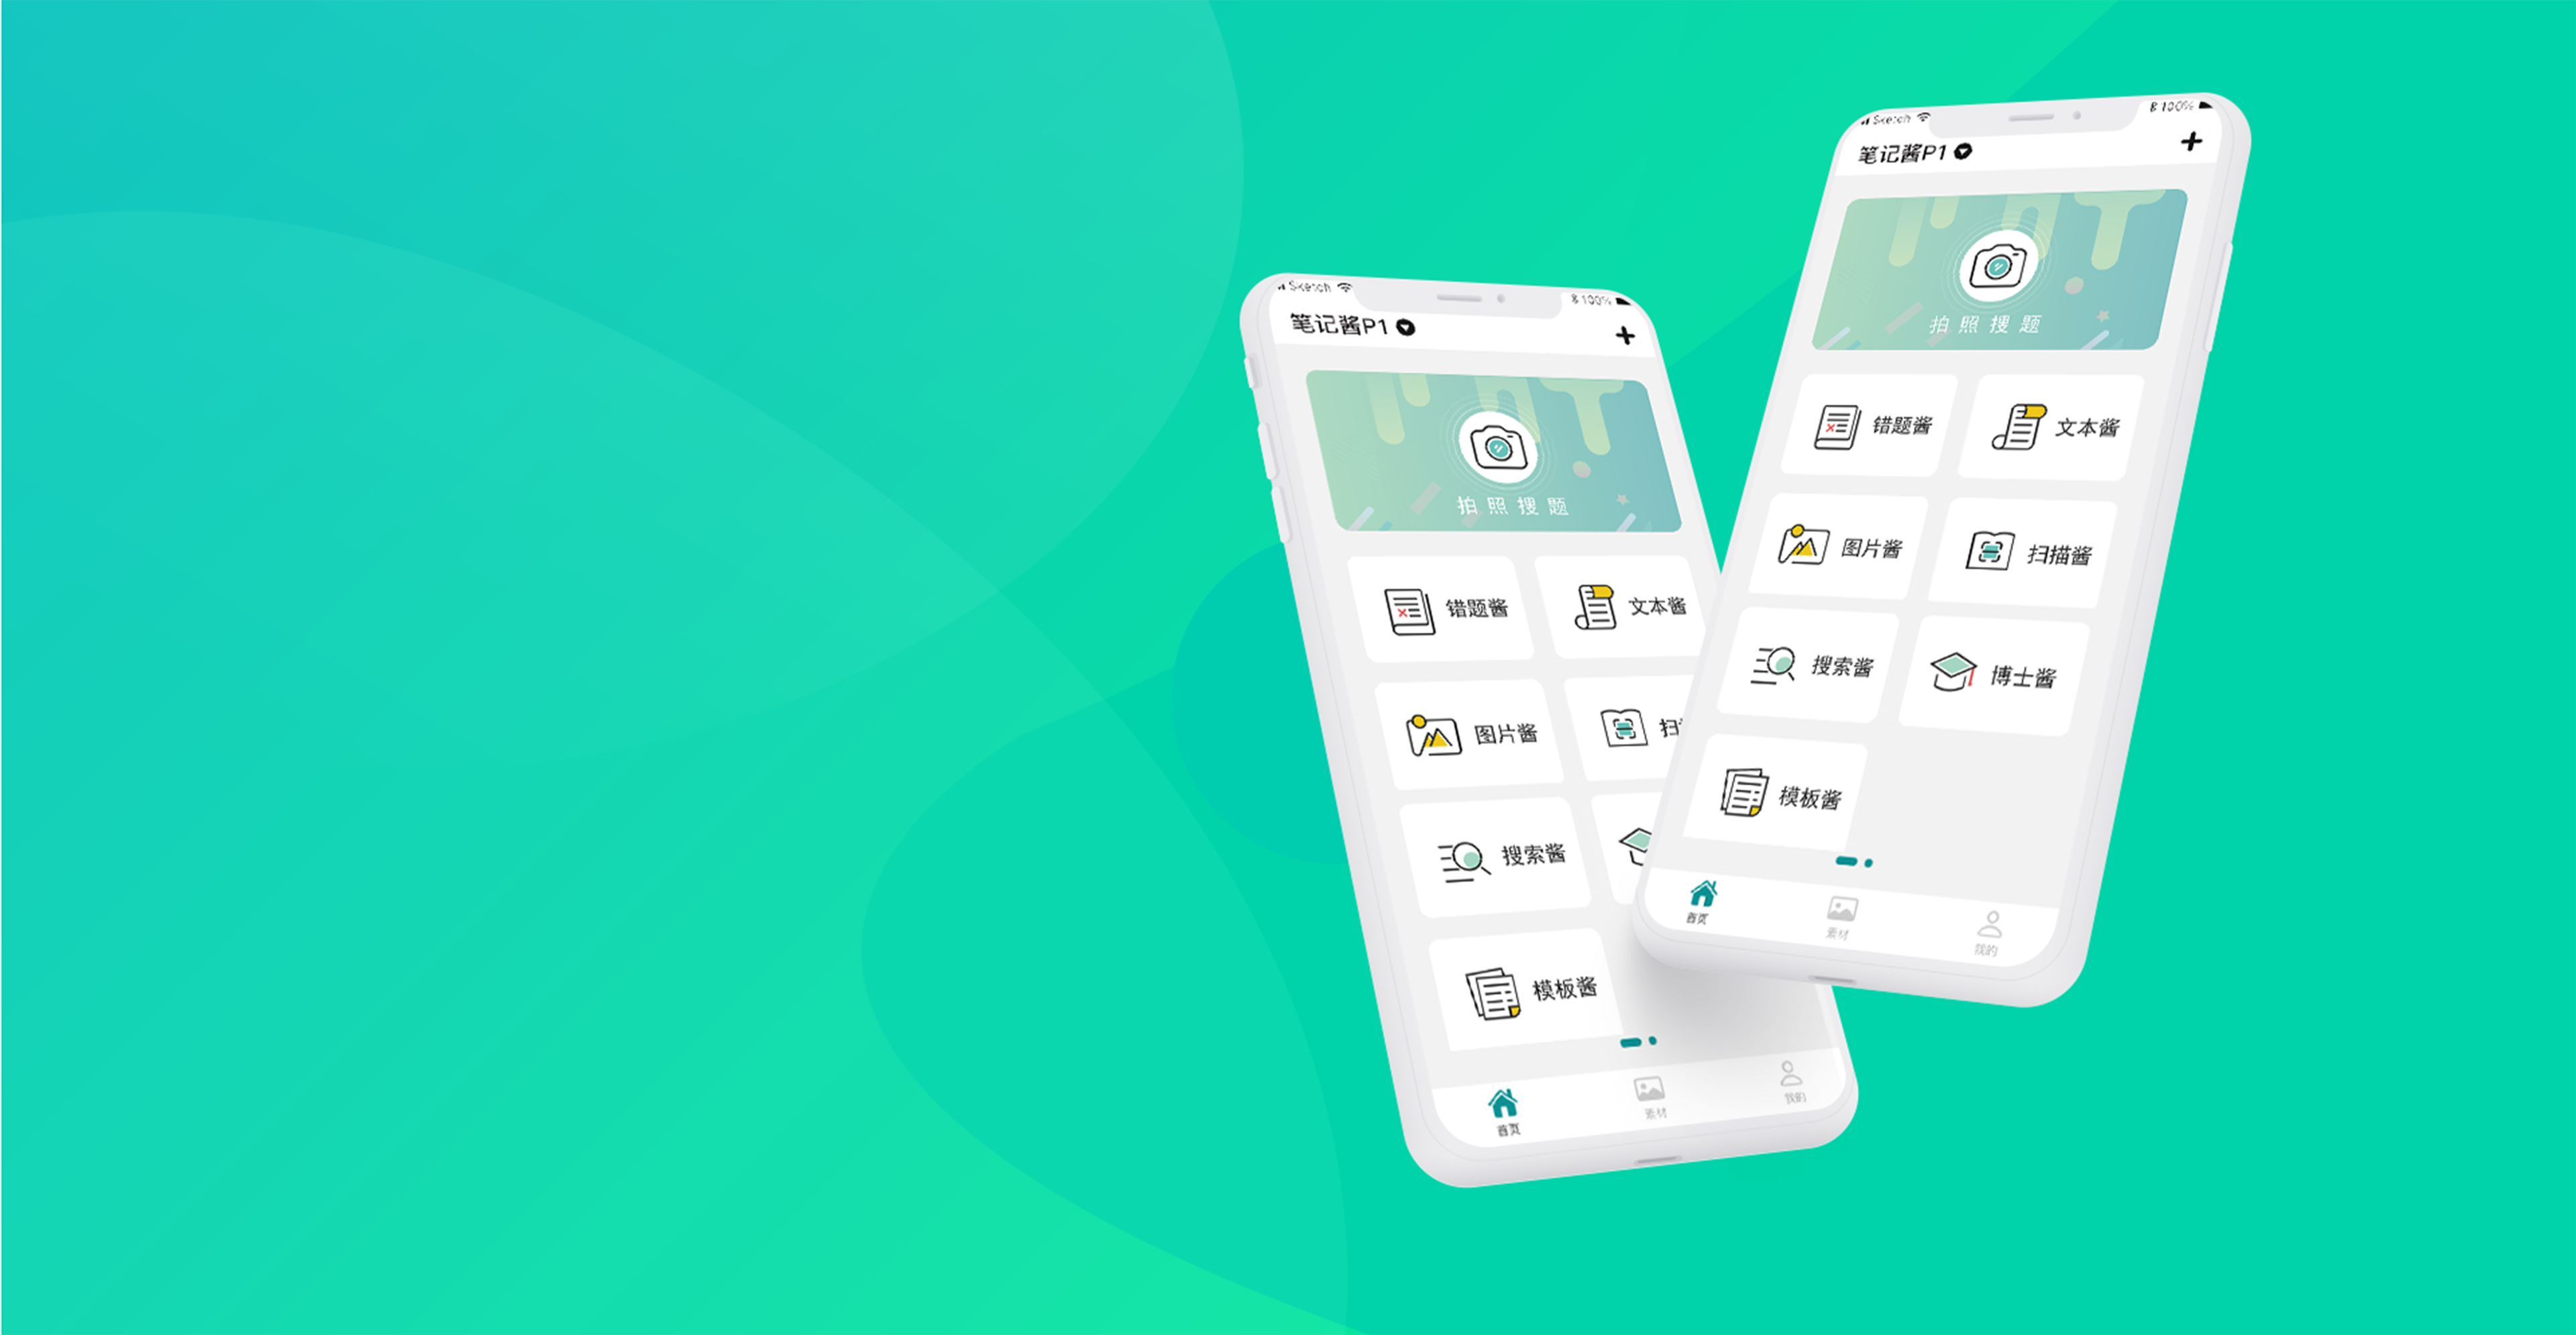 Sketch 100%
笔记酱P1
拍照搜题
错题酱 文本酱
图片酱 扫
搜索酱
模板酱
首页 素材 我的
Sketch 100%
笔记酱P1
拍照搜题
错题酱 文本酱
图片酱 扫描酱
搜索酱 博士酱
模板酱
首页 素材 我的